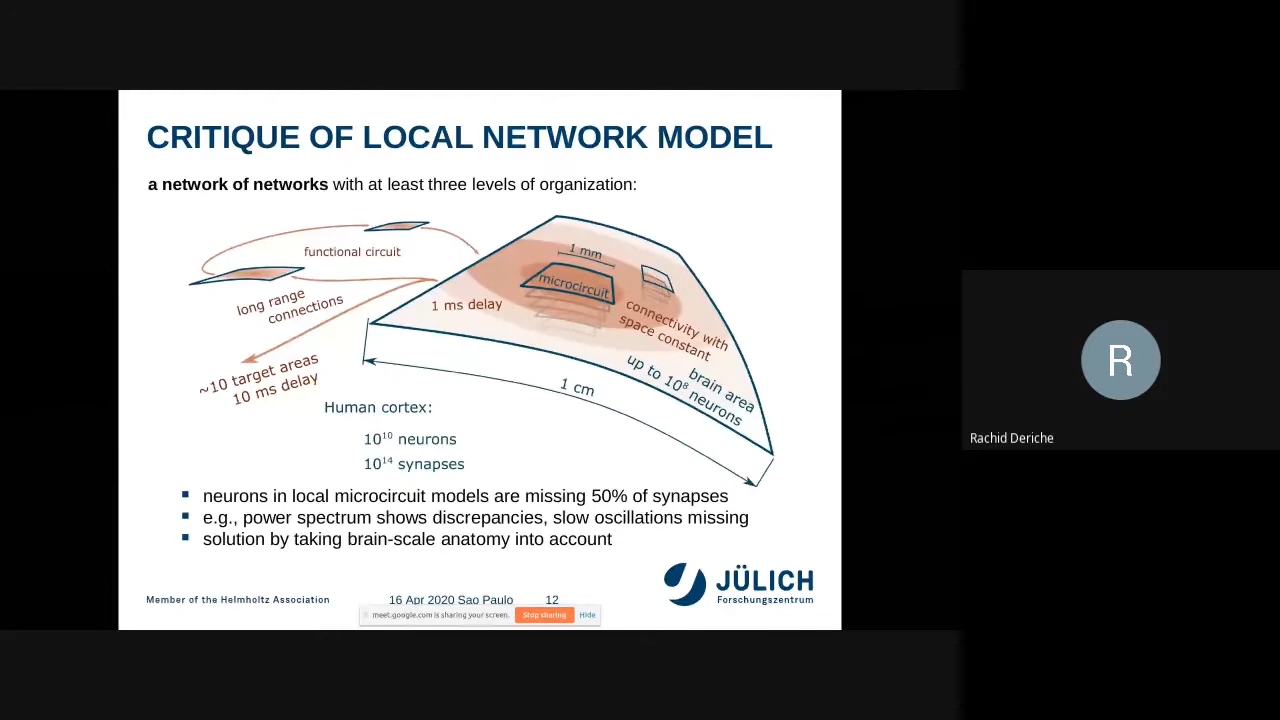 CRITIQUE OF LOCAL NETWORK MODEL
a network of networks with at least three levels of organization:
functional circuit
long range
connections
~10 target areas
10 ms delay
1 mm
microcircuit
1 ms delay
connectivity with
space constant
brain area
up to 10⁸ neurons
1 cm
Human cortex:
10¹⁰ neurons
10¹⁴ synapses
neurons in local microcircuit models are missing 50% of synapses
e.g., power spectrum shows discrepancies, slow oscillations missing
solution by taking brain-scale anatomy into account
JÜLICH
Forschungszentrum
Member of the Helmholtz Association
16 Apr 2020 Sao Paulo
12
meet.google.com is sharing your screen.
Stop sharing
Hide
R
Rachid Deriche